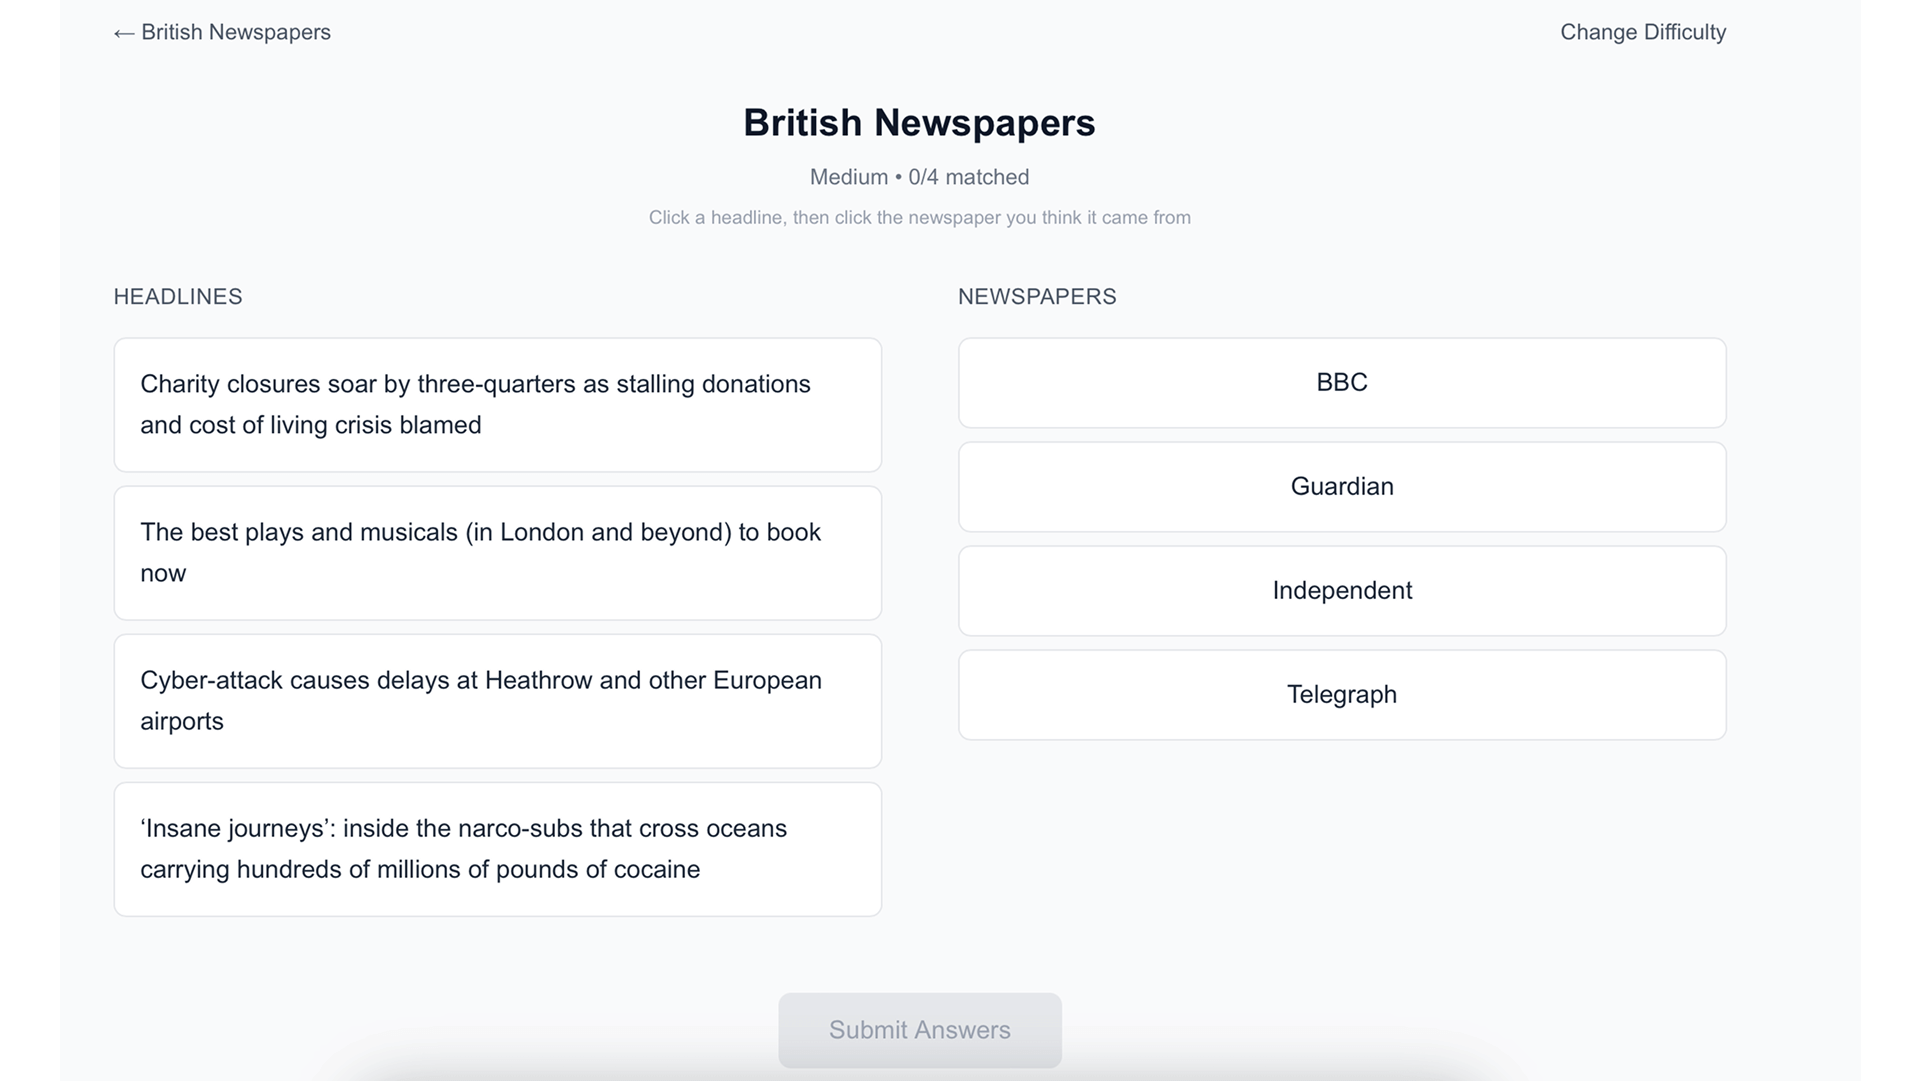 ← British Newspapers
Change Difficulty
British Newspapers
Medium • 0/4 matched
Click a headline, then click the newspaper you think it came from
HEADLINES
Charity closures soar by three-quarters as stalling donations
and cost of living crisis blamed
The best plays and musicals (in London and beyond) to book
now
Cyber-attack causes delays at Heathrow and other European
airports
‘Insane journeys’: inside the narco-subs that cross oceans
carrying hundreds of millions of pounds of cocaine
NEWSPAPERS
BBC
Guardian
Independent
Telegraph
Submit Answers